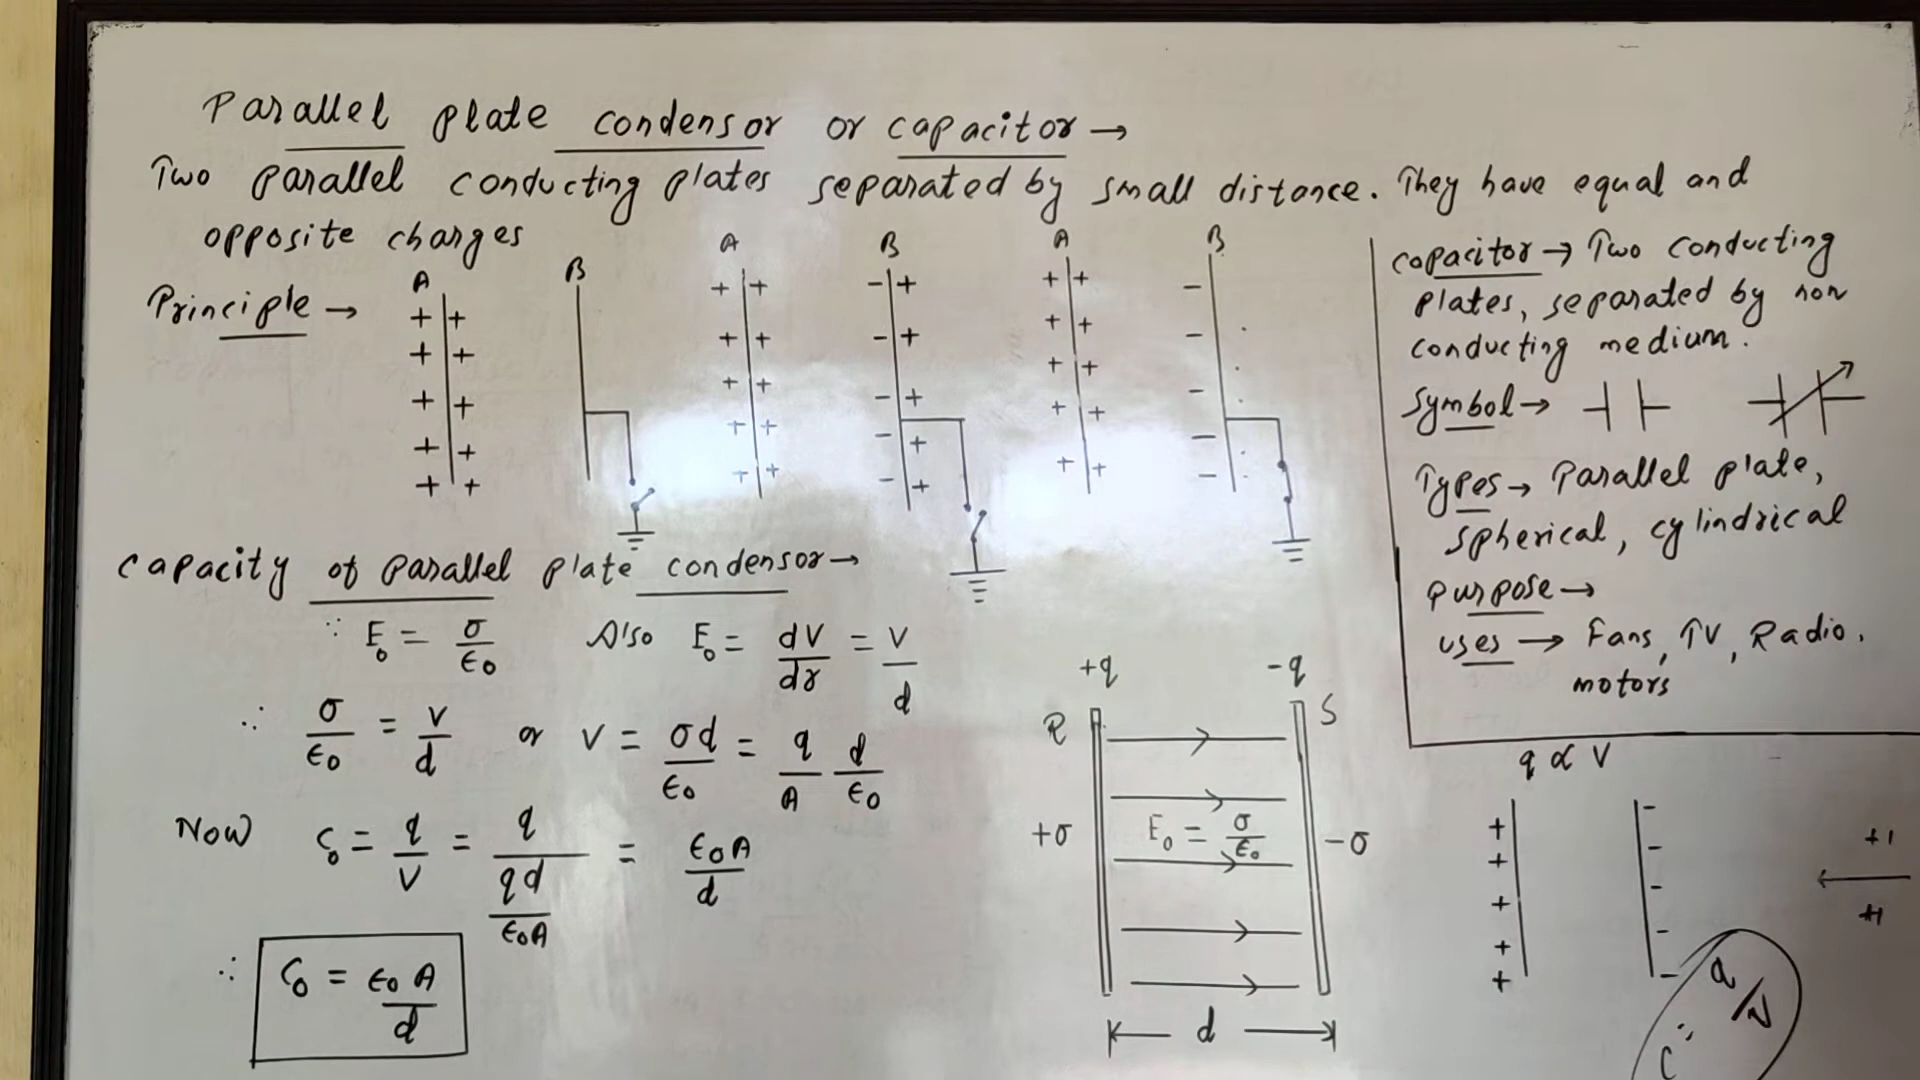 Parallel plate condensor or capacitor →
Two parallel conducting plates separated by small distance. They have equal and
opposite charges
Principle →
A
B
A
B
A
B
capacitor → Two conducting
plates, separated by non
conducting medium.
Symbol →
Types → Parallel plate,
spherical, cylindrical
purpose →
uses → Fans, TV, Radio.
motors
capacity of parallel plate condensor →
∵ E₀ = σ/ϵ₀ Also E₀ = dV/dr = V/d
∴ σ/ϵ₀ = V/d or V = σd/ϵ₀ = q/A d/ϵ₀
Now C₀ = q/V = q/(qd/ϵ₀A) = ϵ₀A/d
∴ C₀ = ϵ₀A/d
+q -q
R S
+σ E₀ = σ/ϵ₀ -σ
d
q ∝ V
+1
+1
C = Q/V